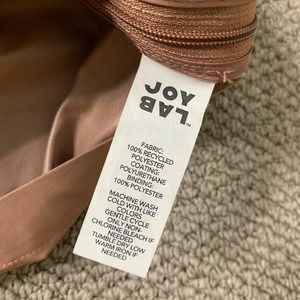 JOY
LAB
™
FABRIC:
100% RECYCLED
POLYESTER
COATING:
POLYURETHANE
BINDING:
100% POLYESTER
MACHINE WASH
COLD WITH LIKE
COLORS
GENTLE CYCLE
ONLY NON-
CHLORINE BLEACH IF
NEEDED
TUMBLE DRY LOW
WARM IRON IF
NEEDED